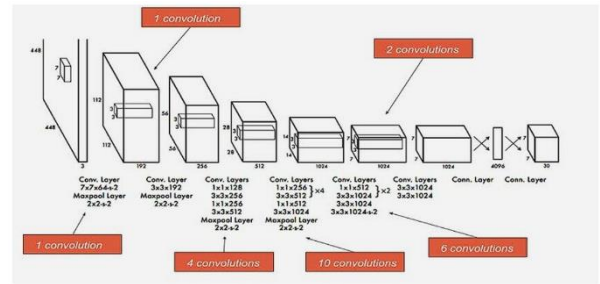 1 convolution
2 convolutions
448
448
7
7
3
112
112
3
3
192
56
56
3
3
256
28
28
3
3
512
14
14
3
3
1024
7
7
3
3
1024
7
7
1024
4096
7
7
30
Conv. Layer
7x7x64-s-2
Maxpool Layer
2x2-s-2
Conv. Layer
3x3x192
Maxpool Layer
2x2-s-2
Conv. Layers
1x1x128
3x3x256
1x1x256
3x3x512
Maxpool Layer
2x2-s-2
Conv. Layers
1x1x256
3x3x512
}×4
1x1x512
3x3x1024
Maxpool Layer
2x2-s-2
Conv. Layers
1x1x512
3x3x1024
}×2
3x3x1024
3x3x1024-s-2
Conv. Layers
3x3x1024
3x3x1024
Conn. Layer
Conn. Layer
1 convolution
4 convolutions
10 convolutions
6 convolutions